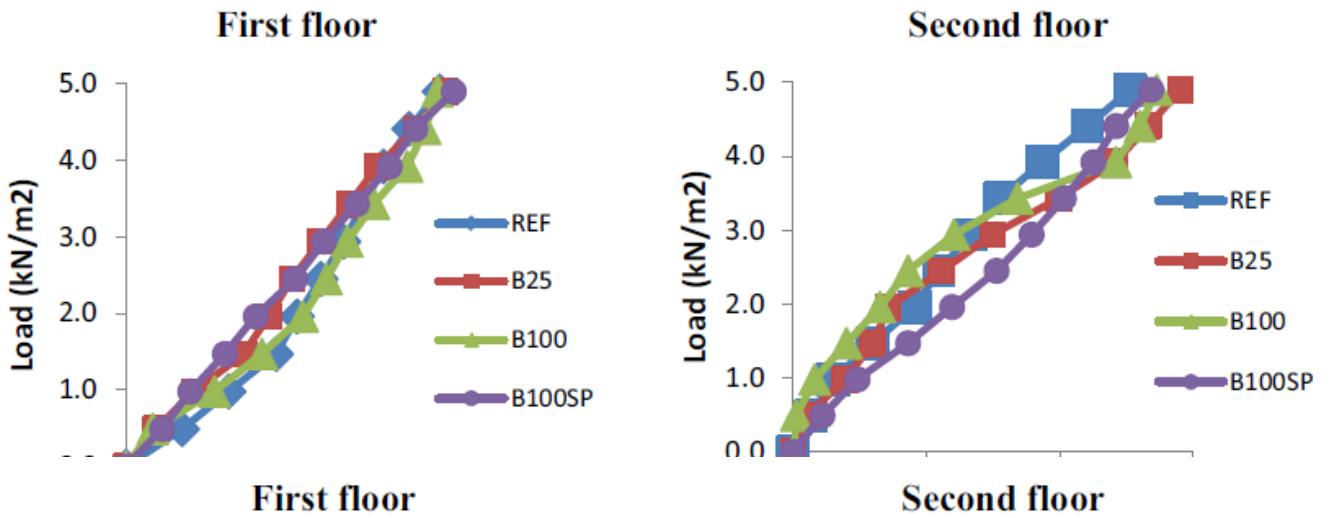 First floor
Second floor
Load (kN/m2)
5.0
4.0
3.0
2.0
1.0
0.0
REF
B25
B100
B100SP
Load (kN/m2)
5.0
4.0
3.0
2.0
1.0
0.0
REF
B25
B100
B100SP
First floor
Second floor